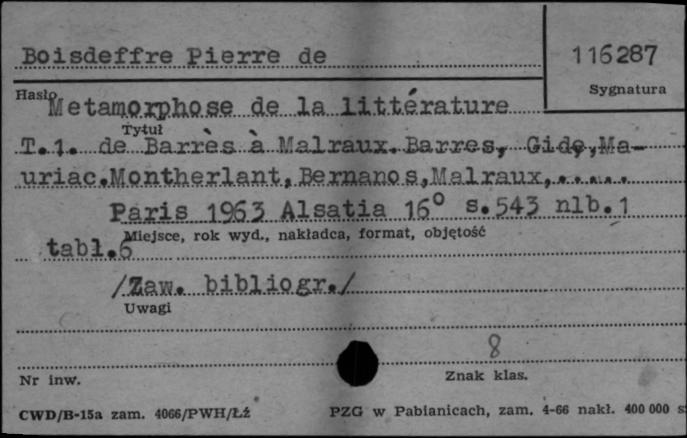 Boisdeffre Pierre de
116287
Sygnatura
Hasło
Metamorphose de la littérature
Tytuł
T.1. de Barrès à Malraux.Barres, Gide,Ma-
uriac.Montherlant,Bernanos,Malraux,.....
Paris 1963 Alsatia 16° s.543 nlb.1
Miejsce, rok wyd., nakładca, format, objętość
tabl.6
/Zaw. bibliogr./
Uwagi
8
Nr inw.
Znak klas.
CWD/B-15a zam. 4066/PWH/Łź
PZG w Pabianicach, zam. 4-66 nakł. 400 000 s